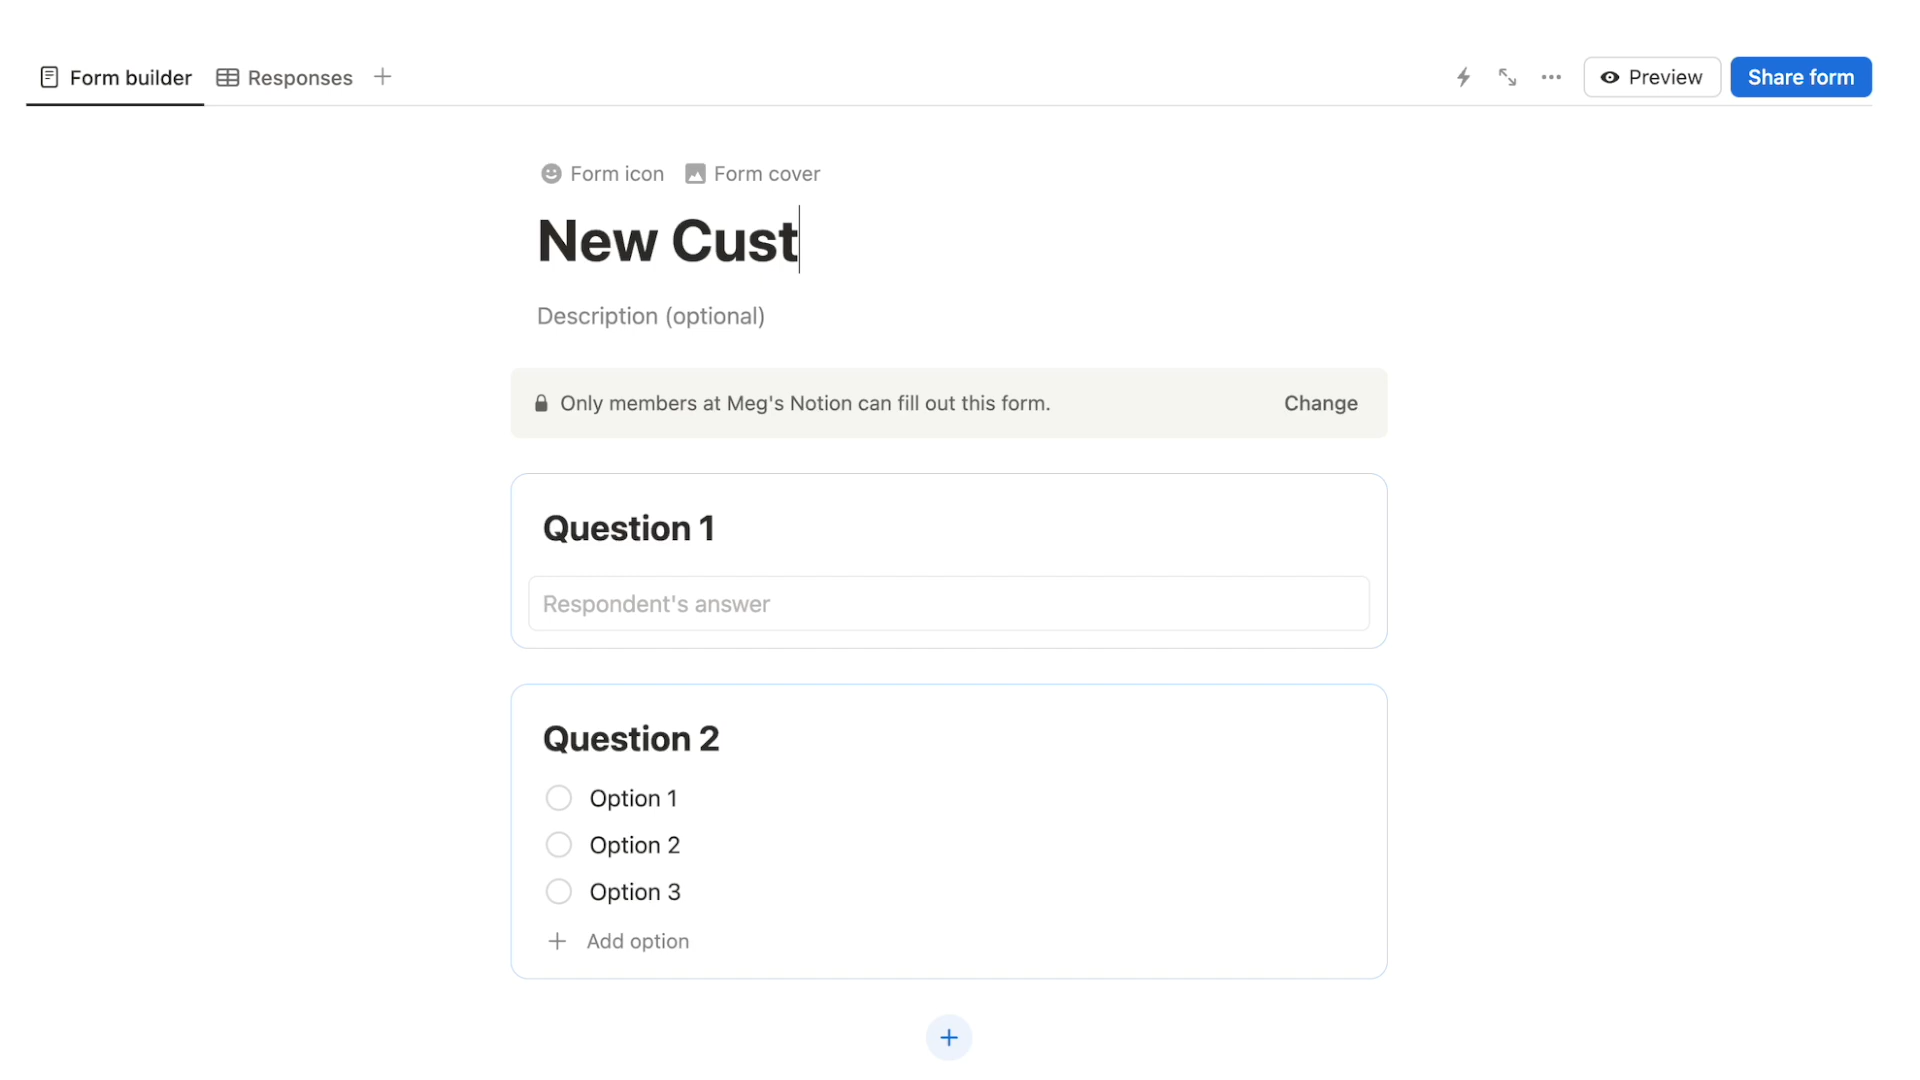 Form builder Responses
Preview Share form
Form icon Form cover
New Cust
Description (optional)
Only members at Meg's Notion can fill out this form. Change
Question 1
Respondent's answer
Question 2
Option 1
Option 2
Option 3
Add option